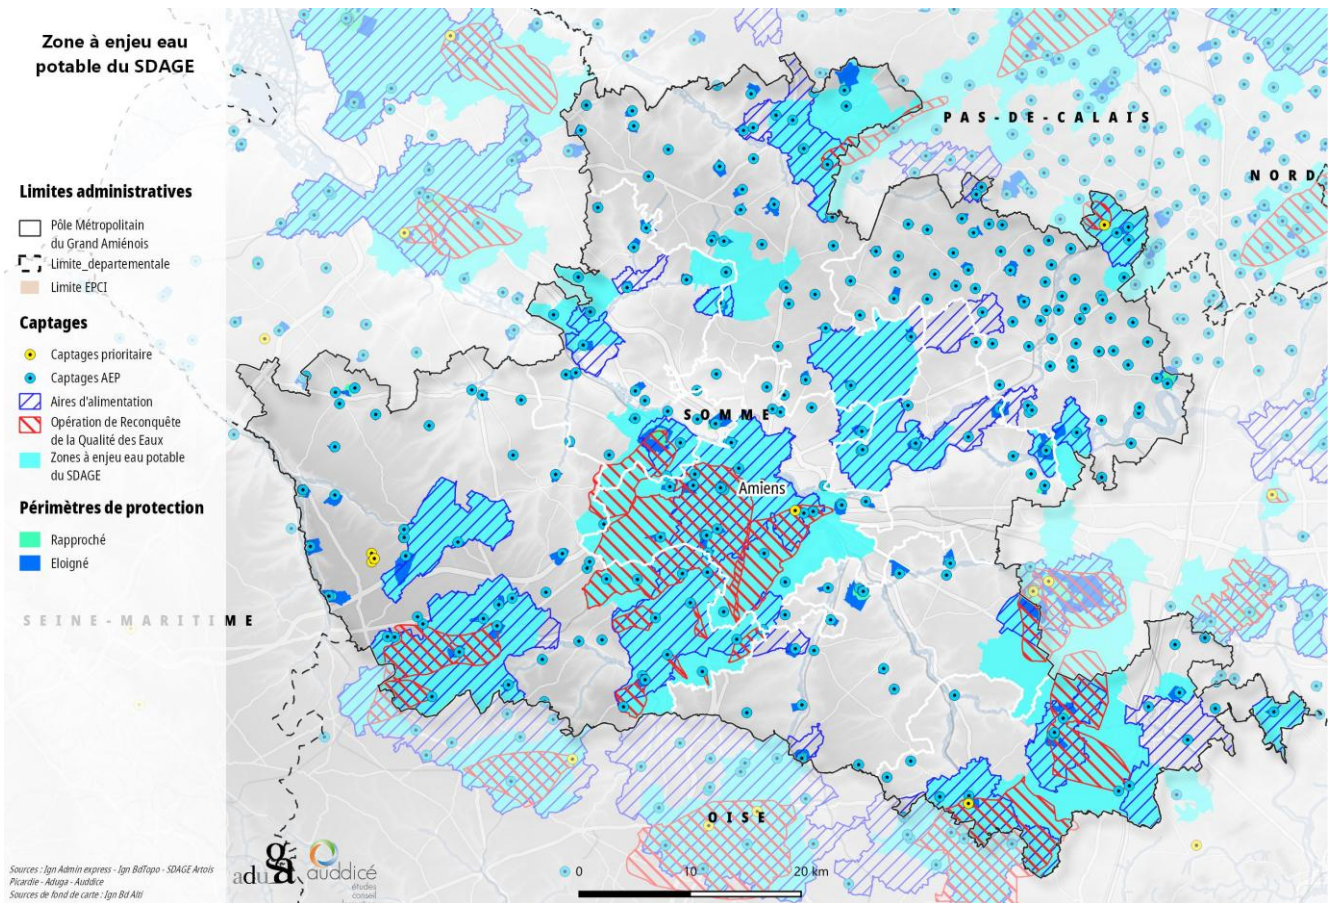 Zone à enjeu eau
potable du SDAGE
PAS-DE-CALAIS
NORD
Limites administratives
Pôle Métropolitain
du Grand Amiénois
Limite_departementale
Limite EPCI
Captages
Captages prioritaire
Captages AEP
Aires d'alimentation
Opération de Reconquête
de la Qualité des Eaux
Zones à enjeu eau potable
du SDAGE
Périmètres de protection
Rapproché
Eloigné
SOMME
Amiens
SEINE-MARITIME
OISE
Sources : Ign Admin express - Ign BdTopo - SDAGE Artois
Picardie - Aduga - Auddice
Sources de fond de carte : Ign Bd Alti
aduga
auddicé
études
conseil
0 10 20 km